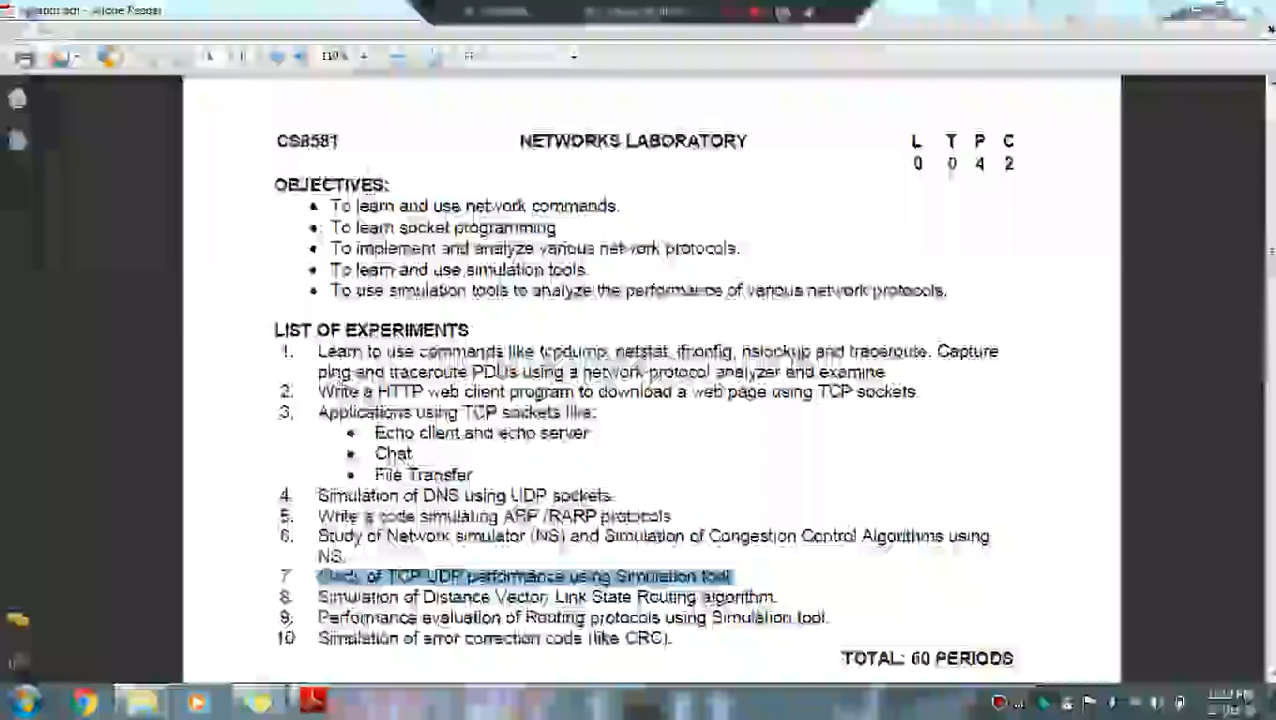 Adobe Reader
110%
CS8581 NETWORKS LABORATORY L T P C
0 0 4 2
OBJECTIVES:
• To learn and use network commands.
• To learn socket programming
• To implement and analyze various network protocols.
• To learn and use simulation tools.
• To use simulation tools to analyze the performance of various network protocols.
LIST OF EXPERIMENTS
1. Learn to use commands like tcpdump, netstat, ifconfig, nslookup and traceroute. Capture
ping and traceroute PDUs using a network protocol analyzer and examine
2. Write a HTTP web client program to download a web page using TCP sockets.
3. Applications using TCP sockets like:
• Echo client and echo server
• Chat
• File Transfer
4. Simulation of DNS using UDP sockets.
5. Write a code simulating ARP /RARP protocols
6. Study of Network simulator (NS) and Simulation of Congestion Control Algorithms using
NS.
7 Study of TCP UDP performance using Simulation tool
8. Simulation of Distance Vector Link State Routing algorithm.
9. Performance evaluation of Routing protocols using Simulation tool.
10 Simulation of error correction code (like CRC).
TOTAL: 60 PERIODS